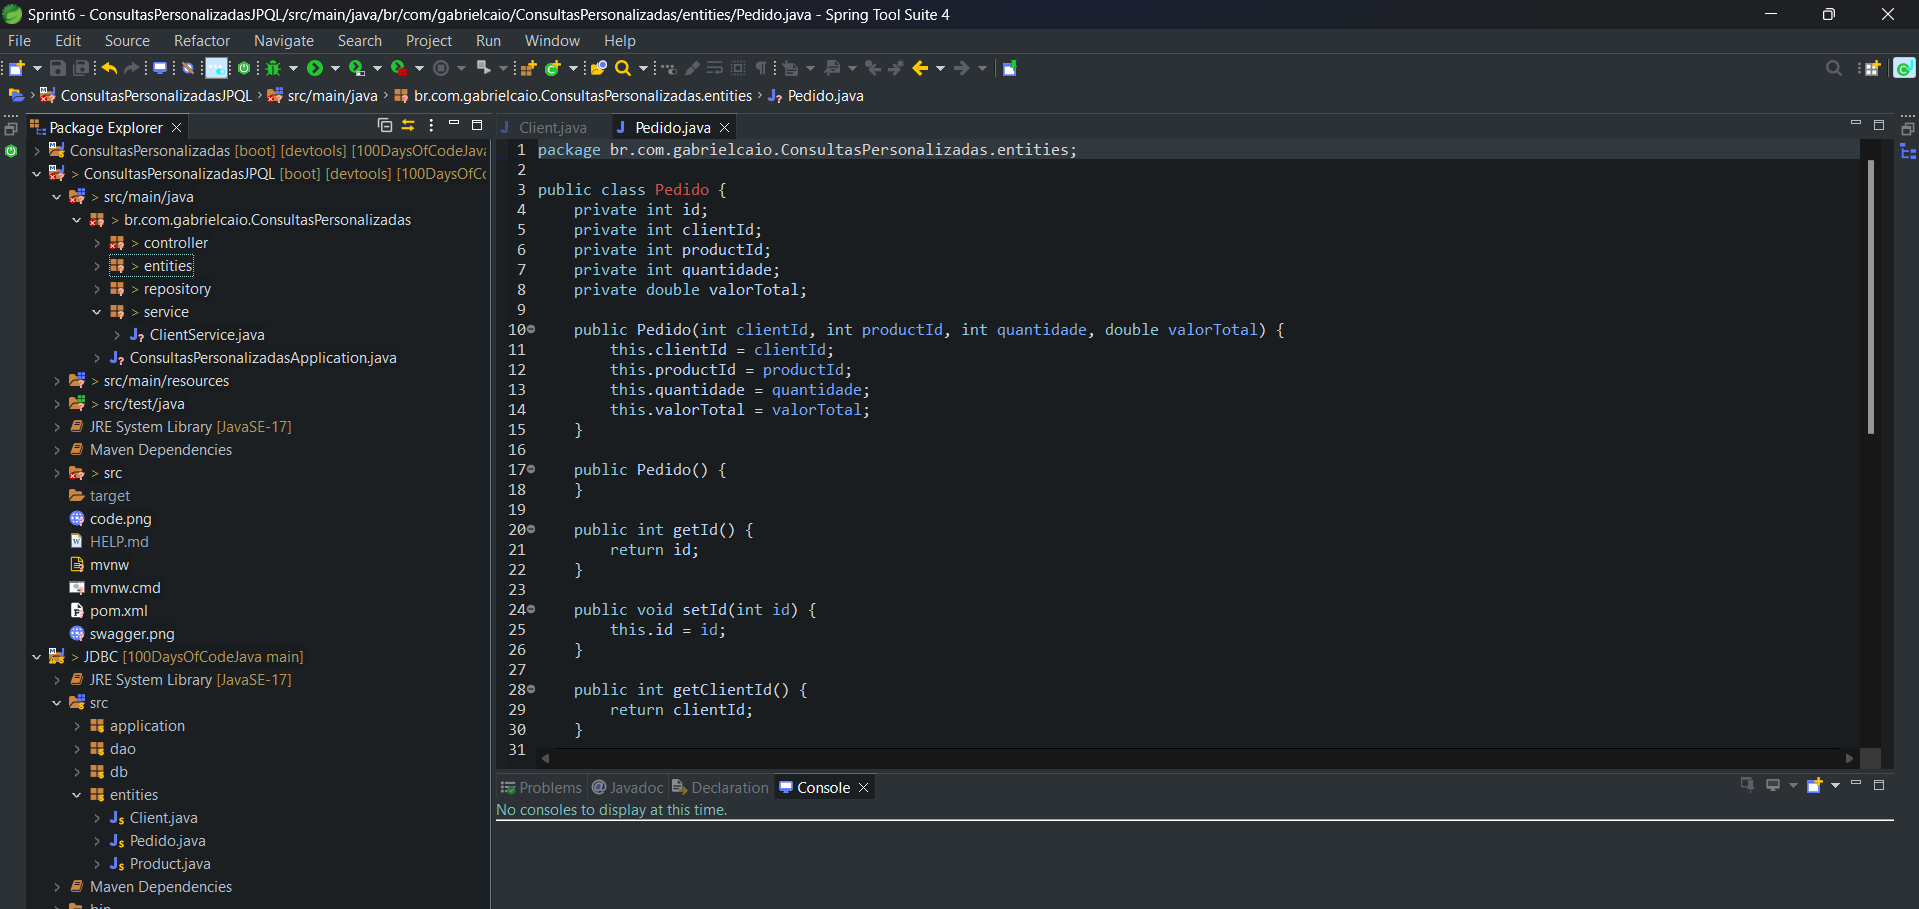 Sprint6 - ConsultasPersonalizadasJPQL/src/main/java/br/com/gabrielcaio/ConsultasPersonalizadas/entities/Pedido.java - Spring Tool Suite 4
File Edit Source Refactor Navigate Search Project Run Window Help
ConsultasPersonalizadasJPQL > src/main/java > br.com.gabrielcaio.ConsultasPersonalizadas.entities > Pedido.java
Package Explorer
> ConsultasPersonalizadas [boot] [devtools] [100DaysOfCodeJava
> ConsultasPersonalizadasJPQL [boot] [devtools] [100DaysOfCo
> src/main/java
> br.com.gabrielcaio.ConsultasPersonalizadas
> controller
> entities
> repository
> service
ClientService.java
ConsultasPersonalizadasApplication.java
> src/main/resources
> src/test/java
JRE System Library [JavaSE-17]
Maven Dependencies
> src
target
code.png
HELP.md
mvnw
mvnw.cmd
pom.xml
swagger.png
> JDBC [100DaysOfCodeJava main]
JRE System Library [JavaSE-17]
src
application
dao
db
entities
Client.java
Pedido.java
Product.java
Maven Dependencies
bin
Client.java Pedido.java
1 package br.com.gabrielcaio.ConsultasPersonalizadas.entities;
2
3 public class Pedido {
4 private int id;
5 private int clientId;
6 private int productId;
7 private int quantidade;
8 private double valorTotal;
9
10 public Pedido(int clientId, int productId, int quantidade, double valorTotal) {
11 this.clientId = clientId;
12 this.productId = productId;
13 this.quantidade = quantidade;
14 this.valorTotal = valorTotal;
15 }
16
17 public Pedido() {
18 }
19
20 public int getId() {
21 return id;
22 }
23
24 public void setId(int id) {
25 this.id = id;
26 }
27
28 public int getClientId() {
29 return clientId;
30 }
31
Problems Javadoc Declaration Console
No consoles to display at this time.